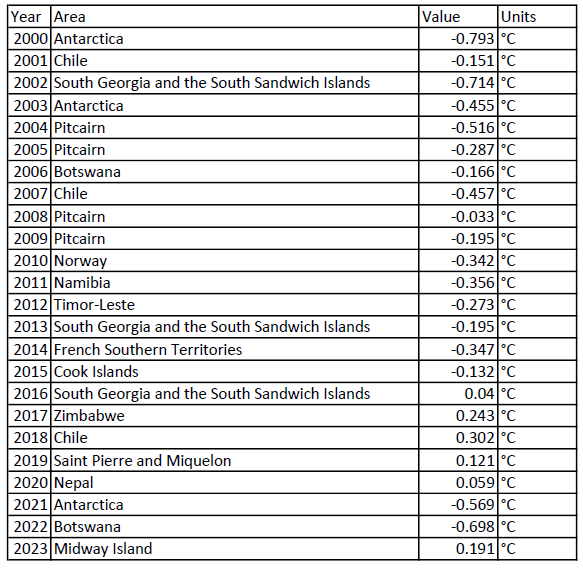 Year Area Value Units
2000 Antarctica -0.793 °C
2001 Chile -0.151 °C
2002 South Georgia and the South Sandwich Islands -0.714 °C
2003 Antarctica -0.455 °C
2004 Pitcairn -0.516 °C
2005 Pitcairn -0.287 °C
2006 Botswana -0.166 °C
2007 Chile -0.457 °C
2008 Pitcairn -0.033 °C
2009 Pitcairn -0.195 °C
2010 Norway -0.342 °C
2011 Namibia -0.356 °C
2012 Timor-Leste -0.273 °C
2013 South Georgia and the South Sandwich Islands -0.195 °C
2014 French Southern Territories -0.347 °C
2015 Cook Islands -0.132 °C
2016 South Georgia and the South Sandwich Islands 0.04 °C
2017 Zimbabwe 0.243 °C
2018 Chile 0.302 °C
2019 Saint Pierre and Miquelon 0.121 °C
2020 Nepal 0.059 °C
2021 Antarctica -0.569 °C
2022 Botswana -0.698 °C
2023 Midway Island 0.191 °C